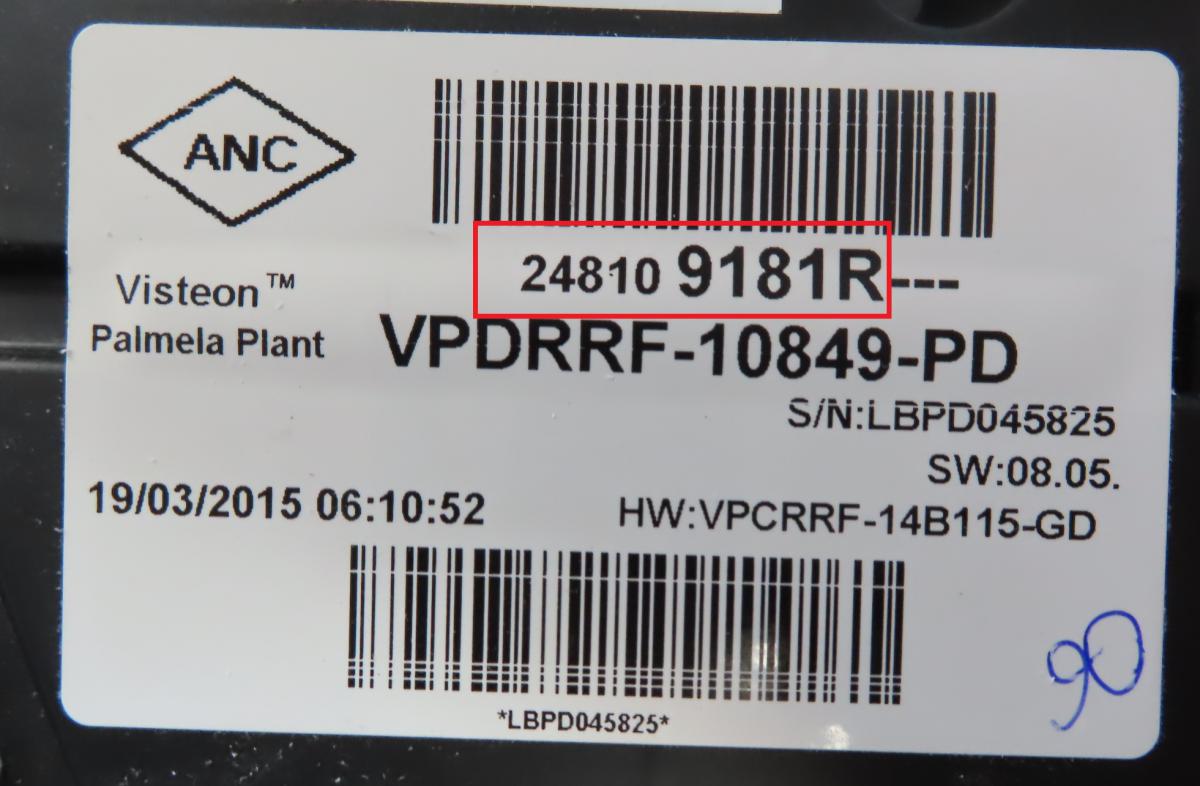 ANC
24810 9181R---
Visteon™
Palmela Plant
VPDRRF-10849-PD
S/N:LBPD045825
SW:08.05.
19/03/2015 06:10:52
HW:VPCRRF-14B115-GD
90
*LBPD045825*